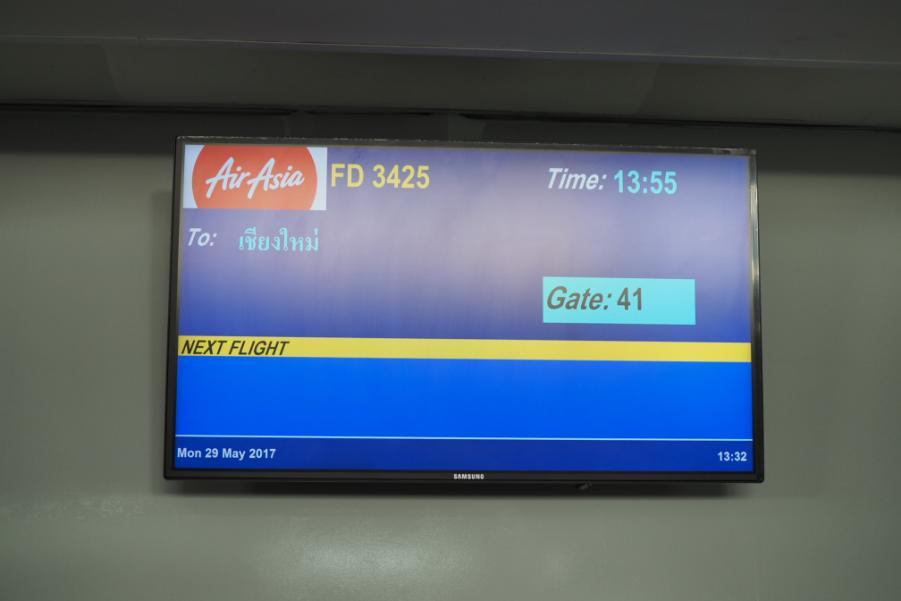 AirAsia FD 3425 Time: 13:55
To: เชียงใหม่
Gate: 41
NEXT FLIGHT
Mon 29 May 2017 13:32
SAMSUNG